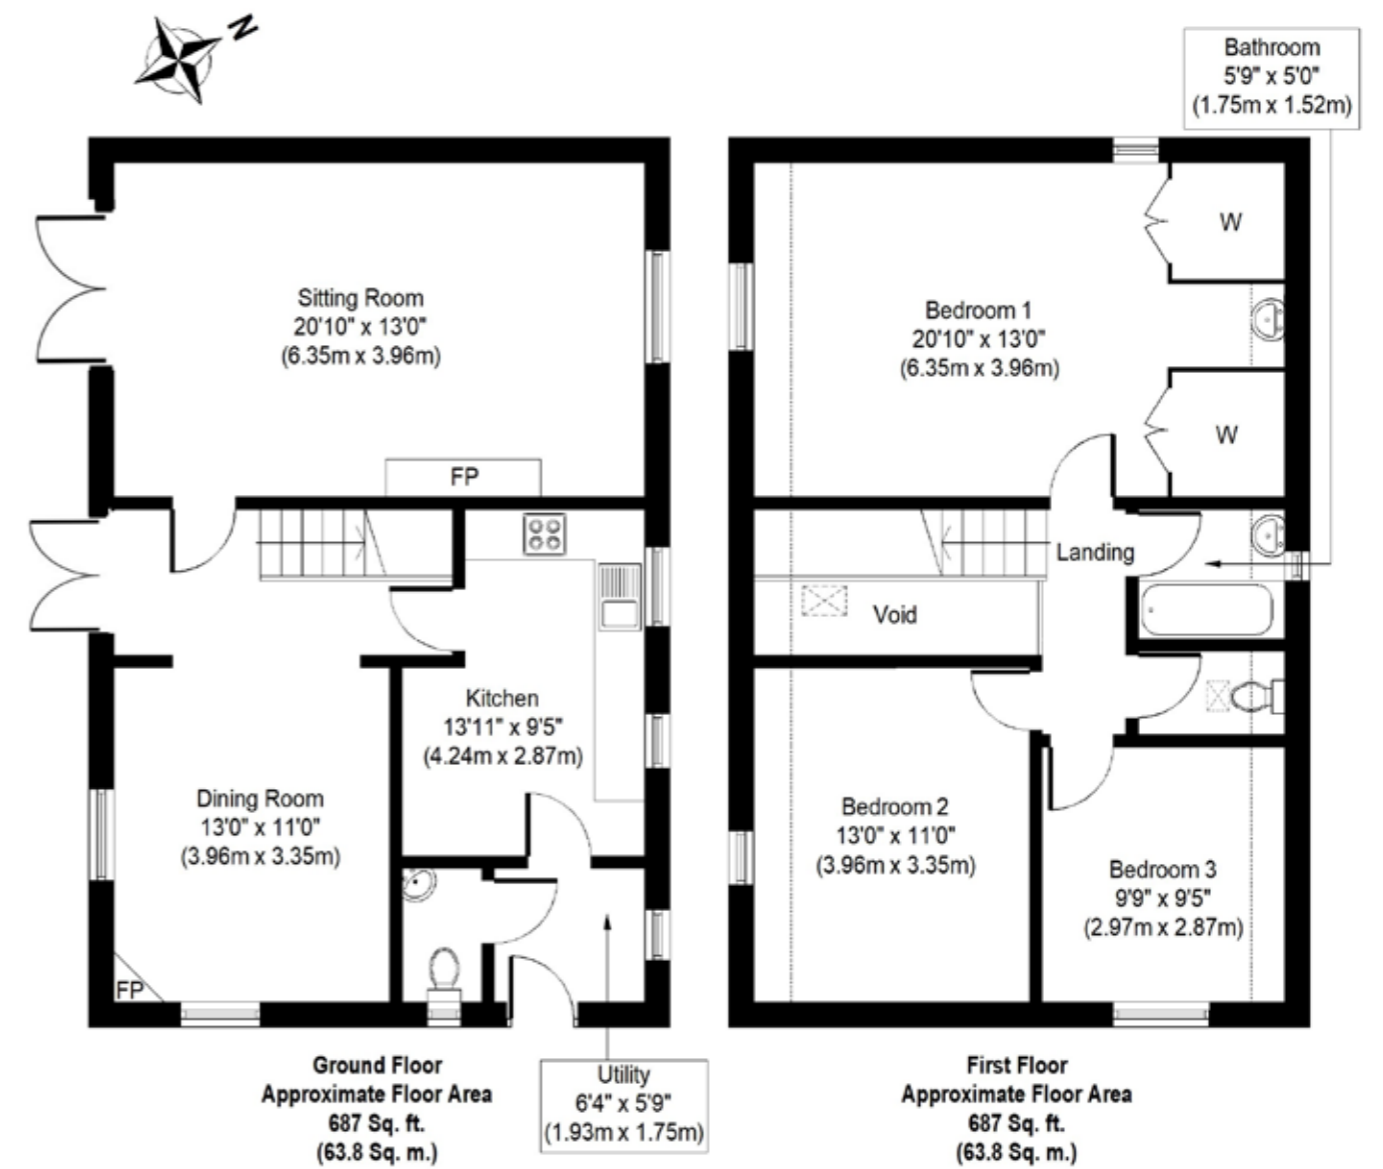 N
Bathroom
5'9" x 5'0"
(1.75m x 1.52m)
Sitting Room
20'10" x 13'0"
(6.35m x 3.96m)
FP
Kitchen
13'11" x 9'5"
(4.24m x 2.87m)
Dining Room
13'0" x 11'0"
(3.96m x 3.35m)
FP
Utility
6'4" x 5'9"
(1.93m x 1.75m)
Ground Floor
Approximate Floor Area
687 Sq. ft.
(63.8 Sq. m.)
W
Bedroom 1
20'10" x 13'0"
(6.35m x 3.96m)
W
Landing
Void
Bedroom 2
13'0" x 11'0"
(3.96m x 3.35m)
Bedroom 3
9'9" x 9'5"
(2.97m x 2.87m)
First Floor
Approximate Floor Area
687 Sq. ft.
(63.8 Sq. m.)